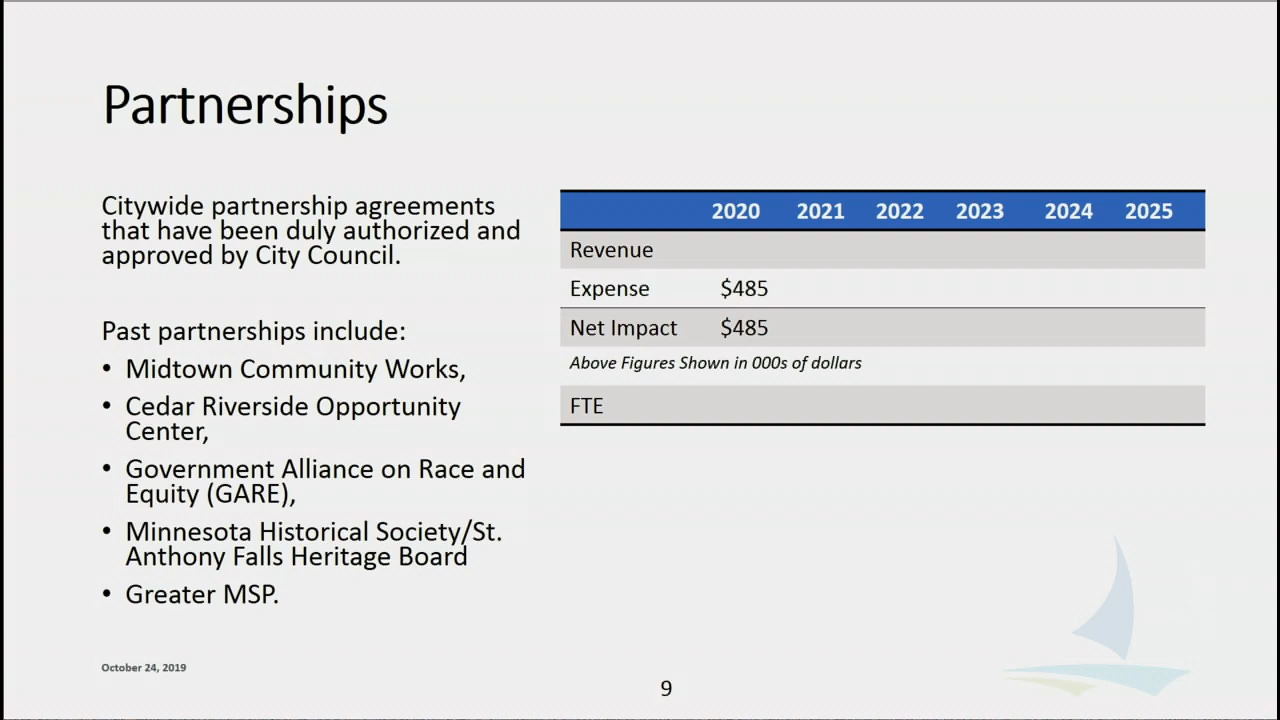 Partnerships
Citywide partnership agreements
that have been duly authorized and
approved by City Council.
Past partnerships include:
• Midtown Community Works,
• Cedar Riverside Opportunity
Center,
• Government Alliance on Race and
Equity (GARE),
• Minnesota Historical Society/St.
Anthony Falls Heritage Board
• Greater MSP.
2020 2021 2022 2023 2024 2025
Revenue
Expense $485
Net Impact $485
Above Figures Shown in 000s of dollars
FTE
October 24, 2019
9